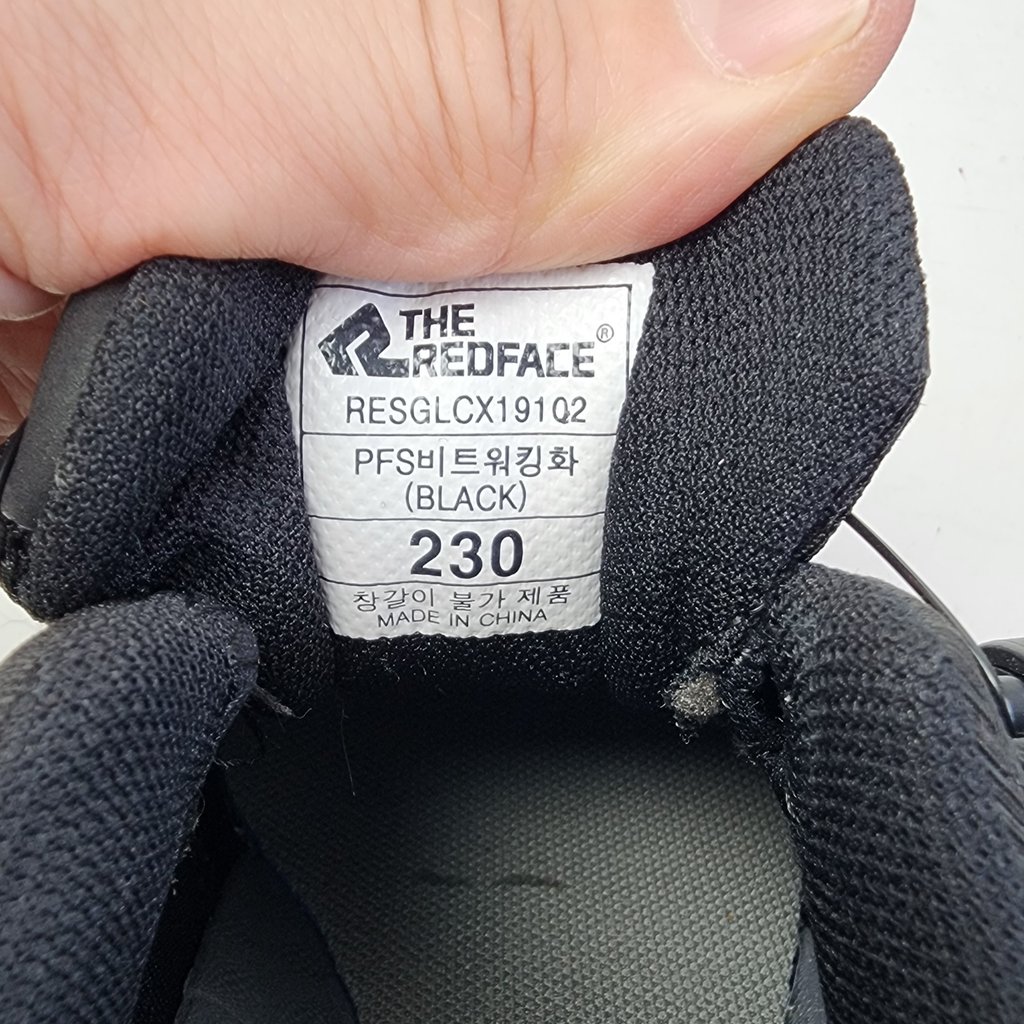 THE
REDFACE®
RESGLCX19102
PFS비트워킹화
(BLACK)
230
창갈이 불가 제품
MADE IN CHINA